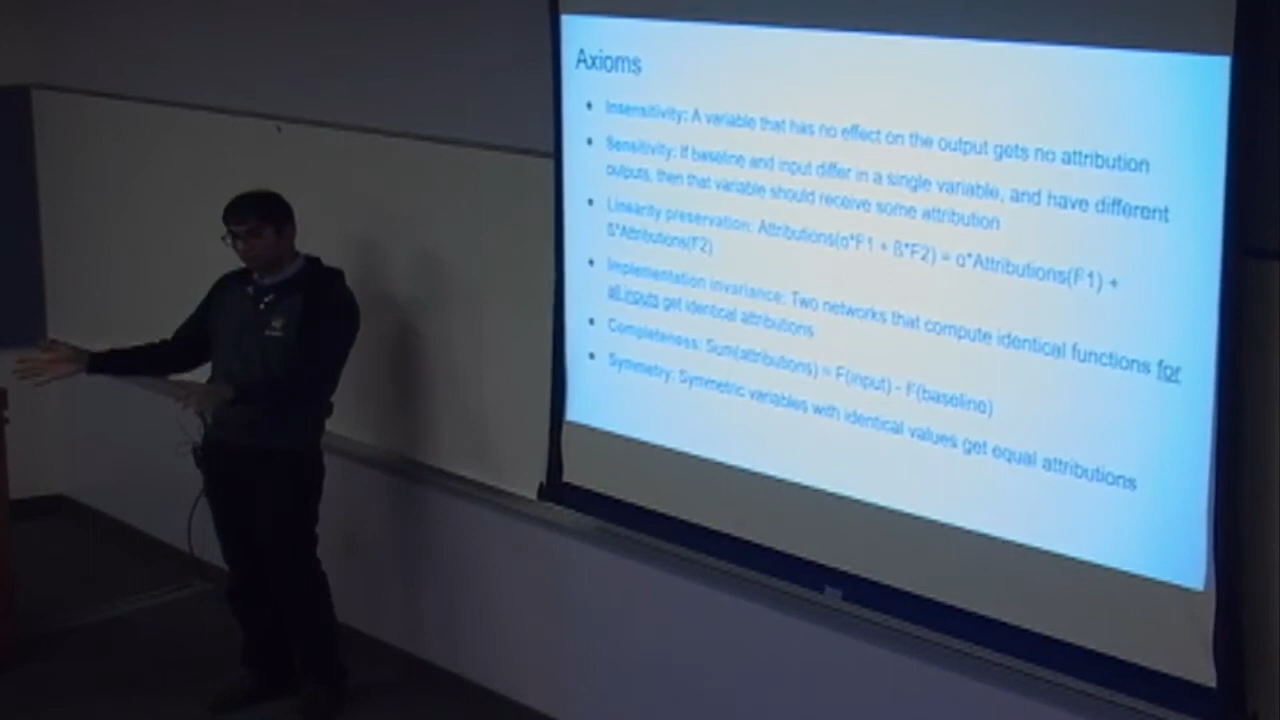 Axioms
• Insensitivity: A variable that has no effect on the output gets no attribution
• Sensitivity: If baseline and input differ in a single variable, and have different
outputs, then that variable should receive some attribution
• Linearity preservation: Attributions(α*F1 + ß*F2) = α*Attributions(F1) +
ß*Attributions(F2)
• Implementation invariance: Two networks that compute identical functions for
all inputs get identical attributions
• Completeness: Sum(attributions) = F(input) - F(baseline)
• Symmetry: Symmetric variables with identical values get equal attributions